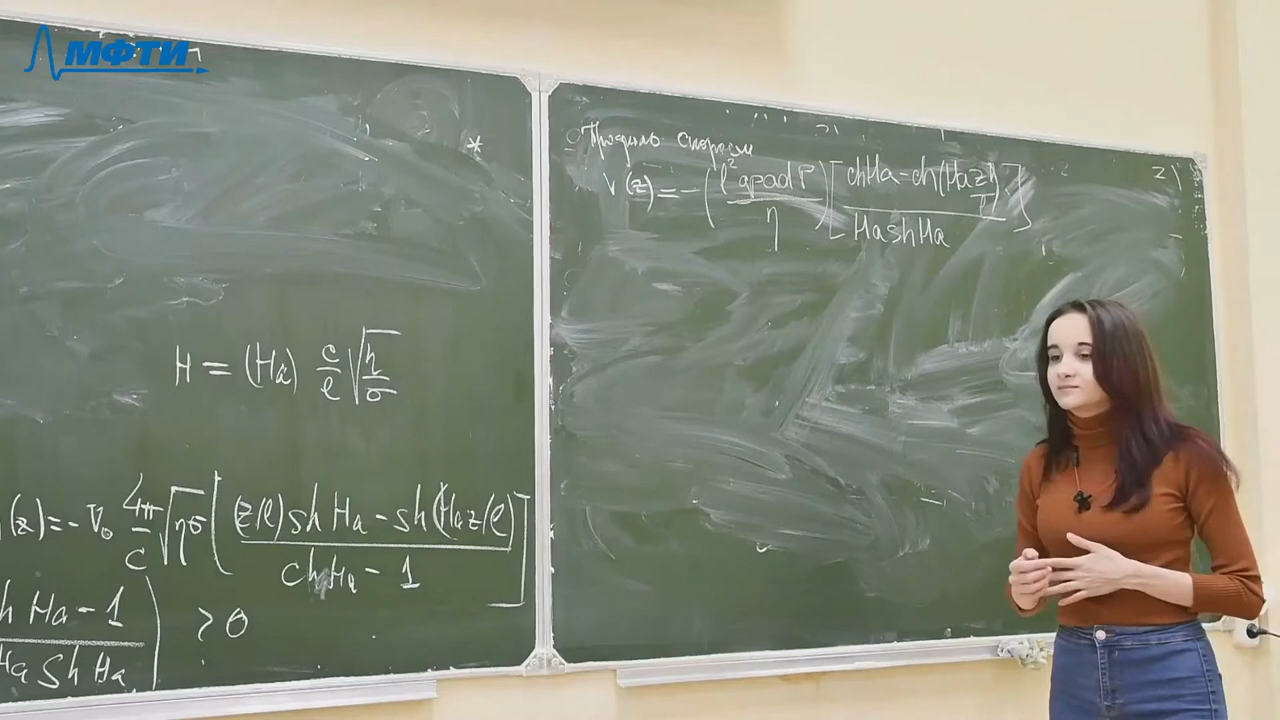 МФТИ
*
H = (Ha) c/l √(η/σ)
(z) = - V₀ 4π/c √(ησ) [ ((z/l) sh Ha - sh(Ha z/l)) / (ch Ha - 1) ]
h Ha - 1 / Ha sh Ha ) > 0
Профиль скорости
V(z) = - ( l² grad P / η ) [ (ch Ha - ch(Ha z/l)) / (Ha sh Ha) ]
z